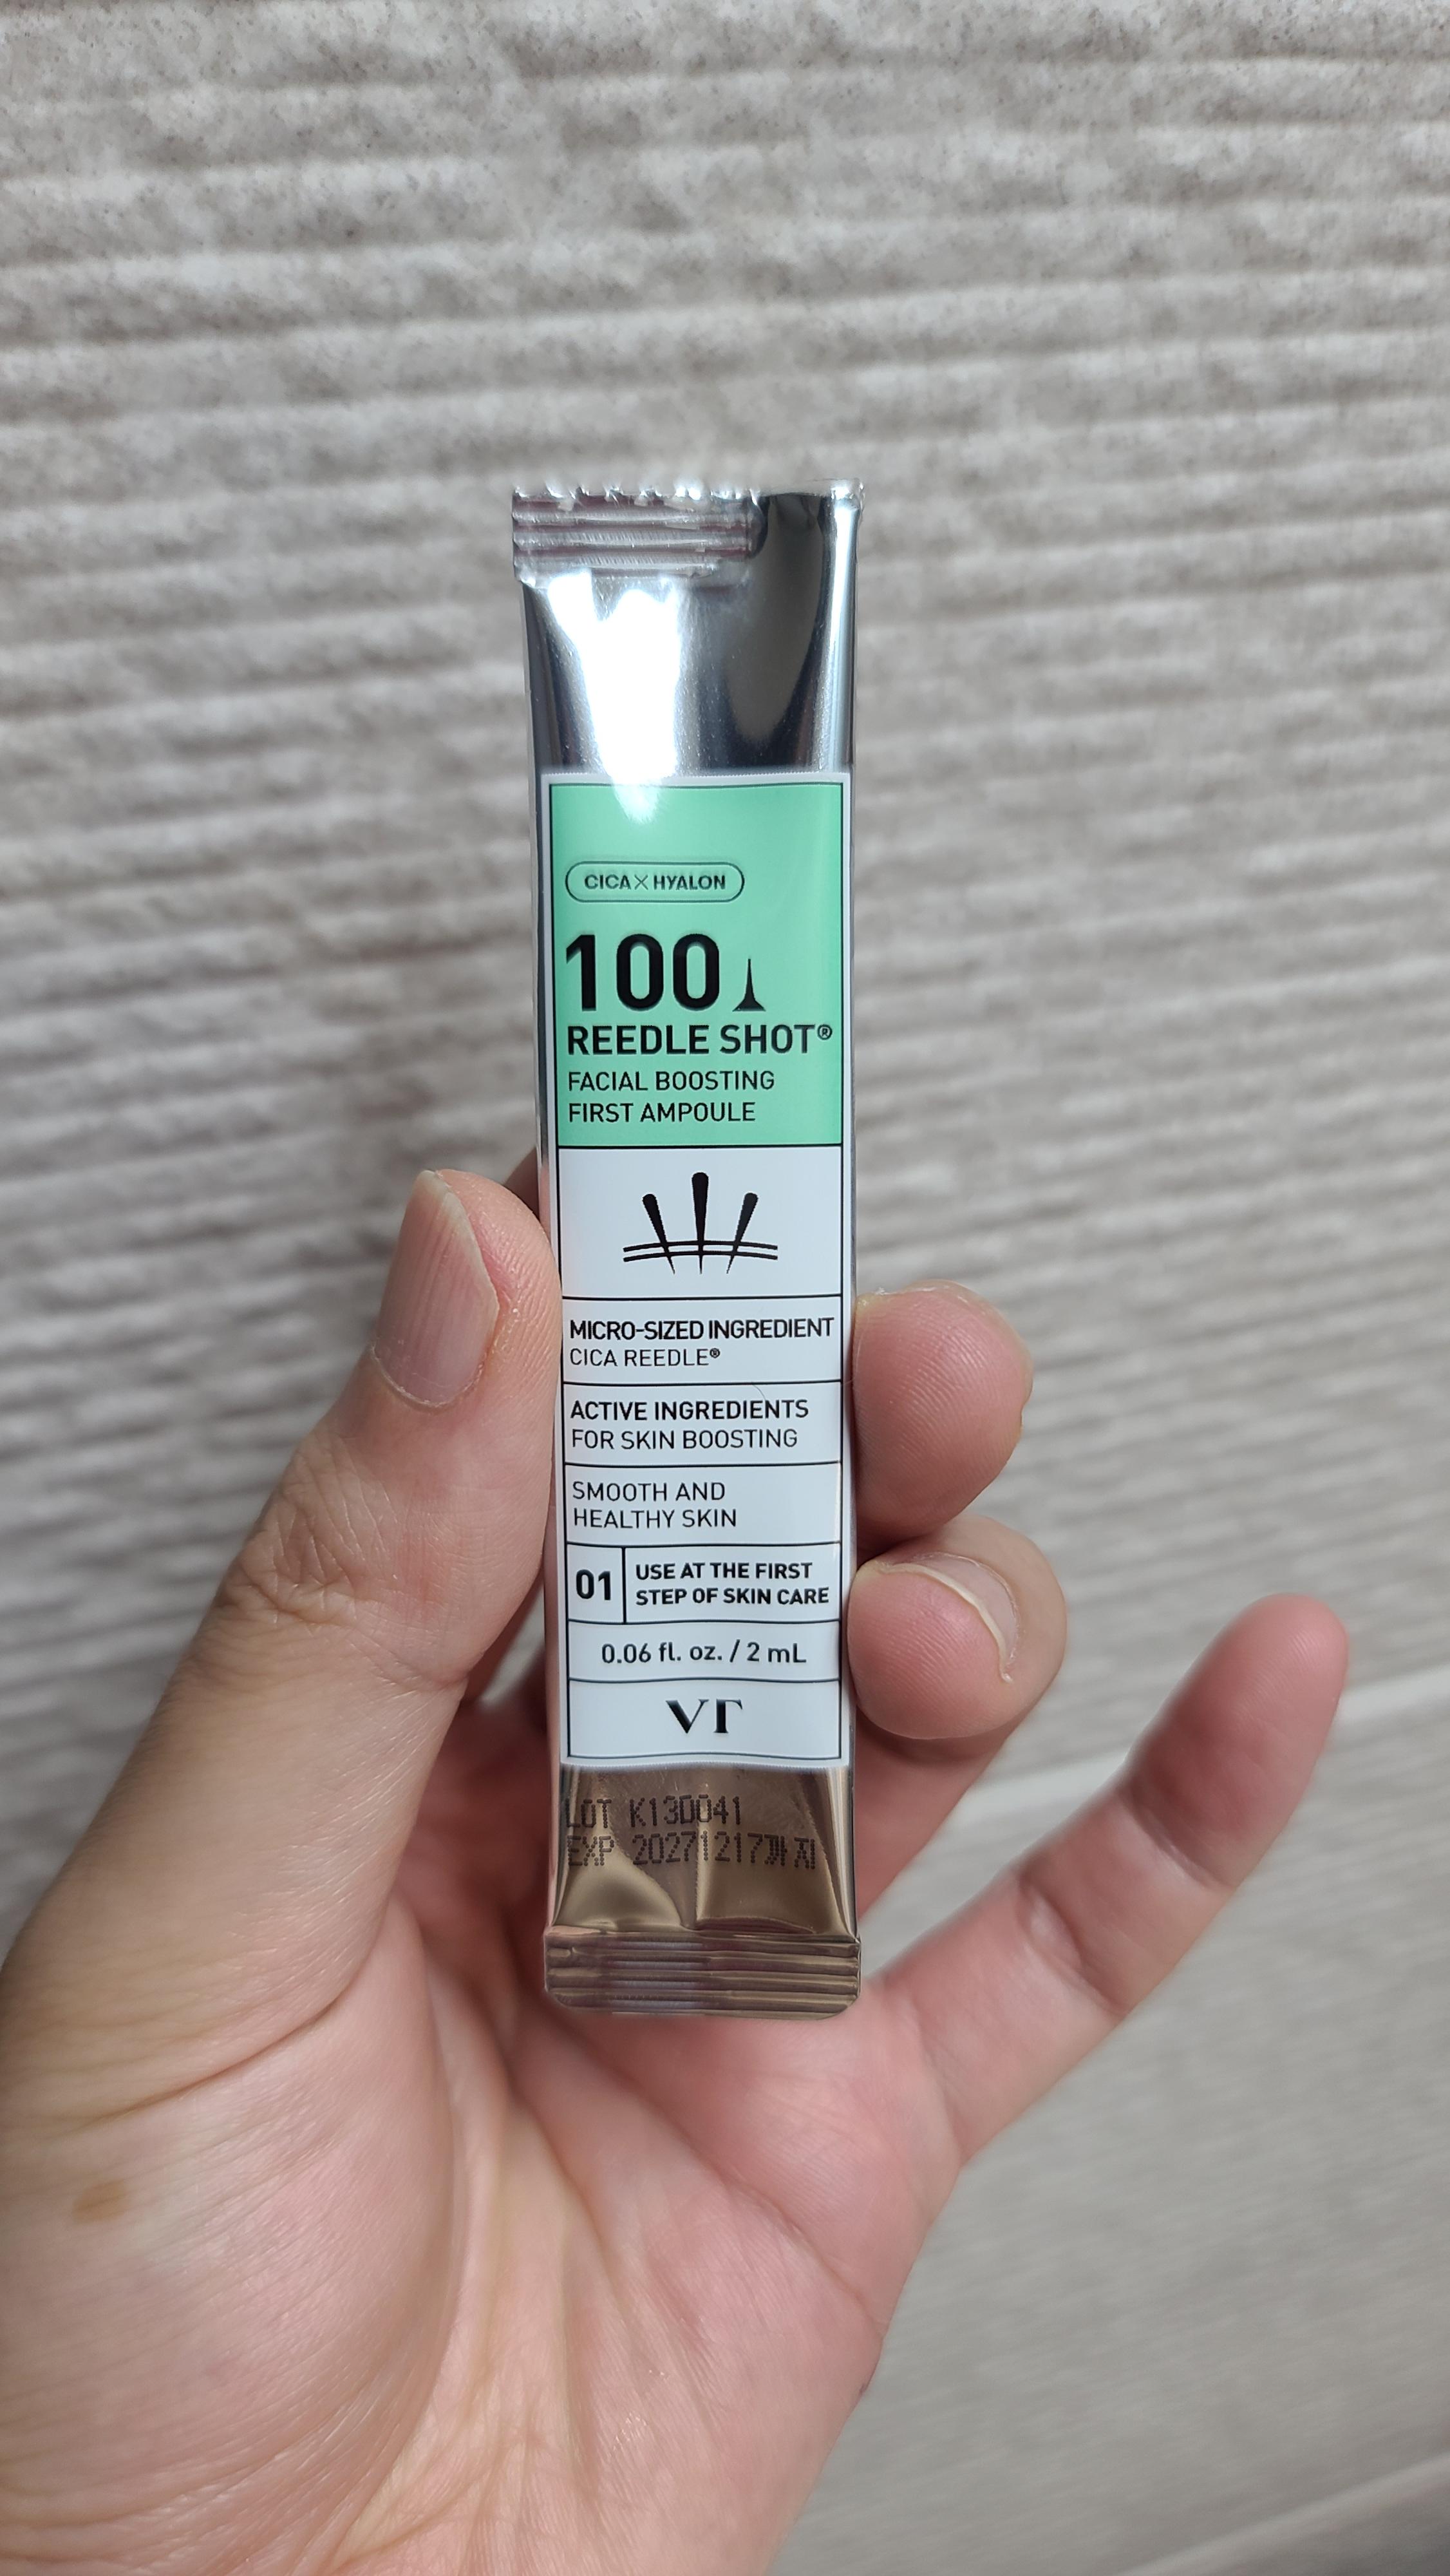 CICA×HYALON
100
REEDLE SHOT®
FACIAL BOOSTING
FIRST AMPOULE
MICRO-SIZED INGREDIENT
CICA REEDLE®
ACTIVE INGREDIENTS
FOR SKIN BOOSTING
SMOOTH AND
HEALTHY SKIN
01
USE AT THE FIRST
STEP OF SKIN CARE
0.06 fl. oz. / 2 mL
VT
LOT K13D041
EXP 20271217까지